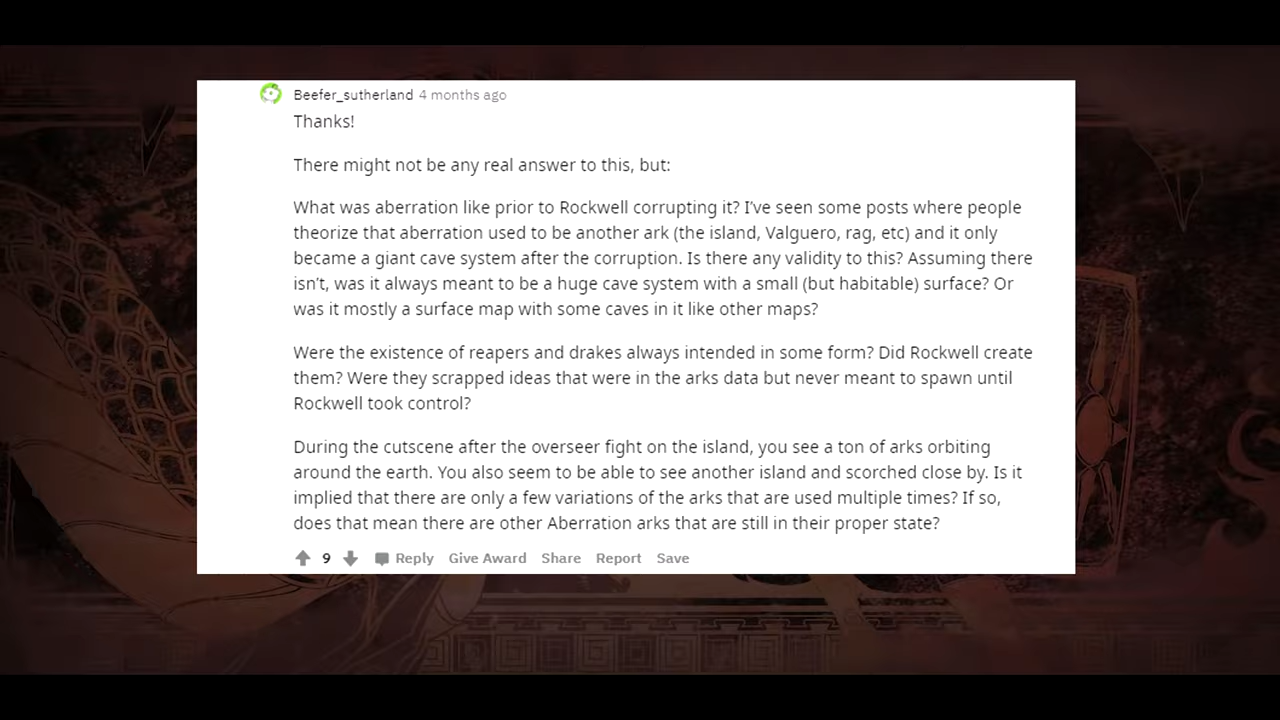 Beefer_sutherland 4 months ago
Thanks!
There might not be any real answer to this, but:
What was aberration like prior to Rockwell corrupting it? I’ve seen some posts where people
theorize that aberration used to be another ark (the island, Valguero, rag, etc) and it only
became a giant cave system after the corruption. Is there any validity to this? Assuming there
isn’t, was it always meant to be a huge cave system with a small (but habitable) surface? Or
was it mostly a surface map with some caves in it like other maps?
Were the existence of reapers and drakes always intended in some form? Did Rockwell create
them? Were they scrapped ideas that were in the arks data but never meant to spawn until
Rockwell took control?
During the cutscene after the overseer fight on the island, you see a ton of arks orbiting
around the earth. You also seem to be able to see another island and scorched close by. Is it
implied that there are only a few variations of the arks that are used multiple times? If so,
does that mean there are other Aberration arks that are still in their proper state?
9 Reply Give Award Share Report Save